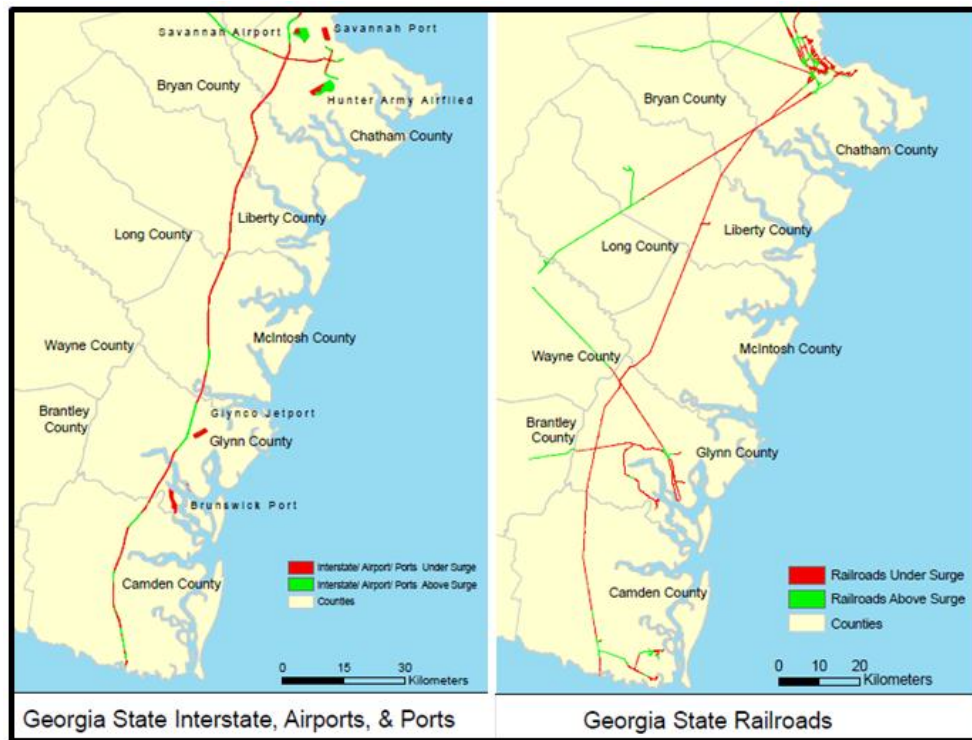 Savannah Airport
Savannah Port
Bryan County
Hunter Army Airflied
Chatham County
Liberty County
Long County
McIntosh County
Wayne County
Brantley
County
Glynco Jetport
Glynn County
Brunswick Port
Camden County
Interstate/ Airport/ Ports Under Surge
Interstate/ Airport/ Ports Above Surge
Counties
0 15 30
Kilometers
Georgia State Interstate, Airports, & Ports
Bryan County
Chatham County
Liberty County
Long County
McIntosh County
Wayne County
Brantley
County
Glynn County
Camden County
Railroads Under Surge
Railroads Above Surge
Counties
0 10 20
Kilometers
Georgia State Railroads